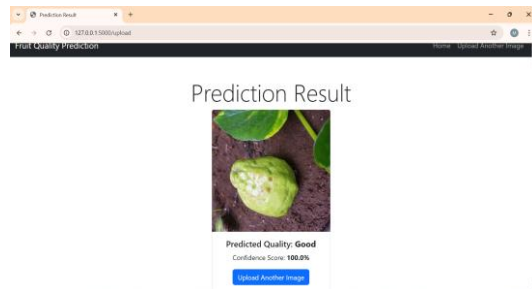 Prediction Result
127.0.0.1:5000/upload
Fruit Quality Prediction
Home Upload Another Image
Prediction Result
Predicted Quality: Good
Confidence Score: 100.0%
Upload Another Image